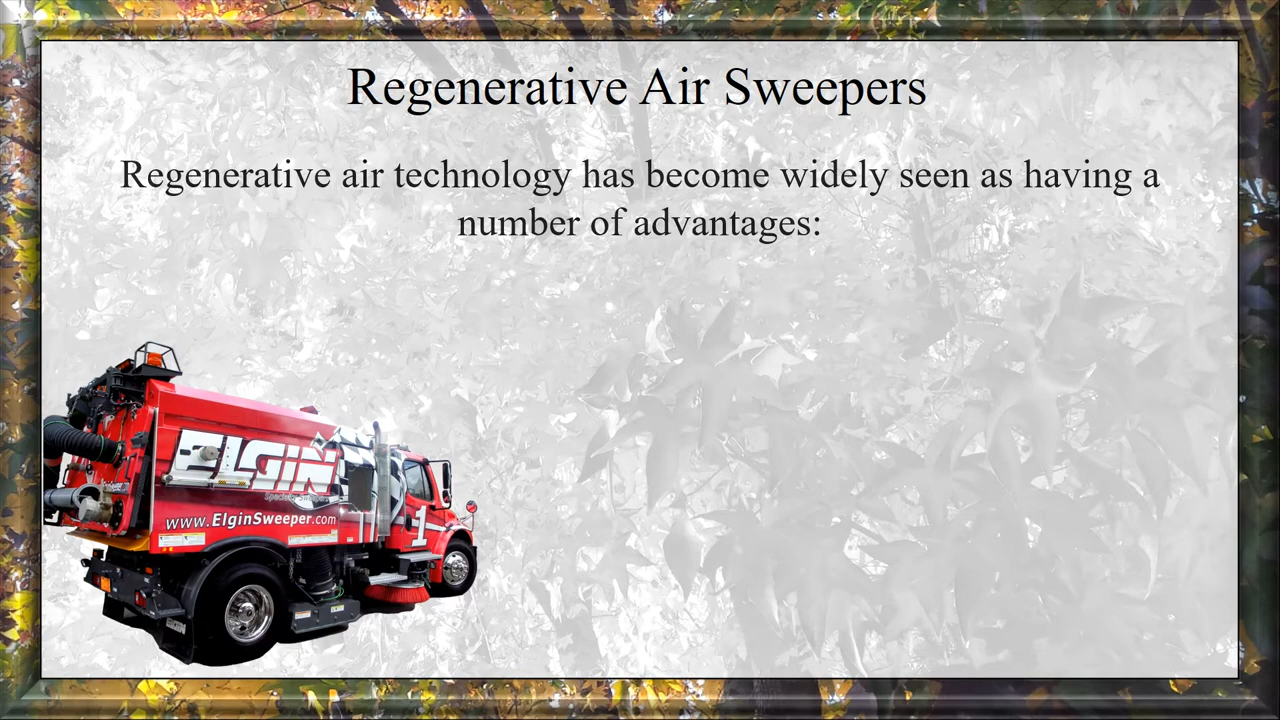 Regenerative Air Sweepers
Regenerative air technology has become widely seen as having a
number of advantages:
ELGIN
www.ElginSweeper.com
1